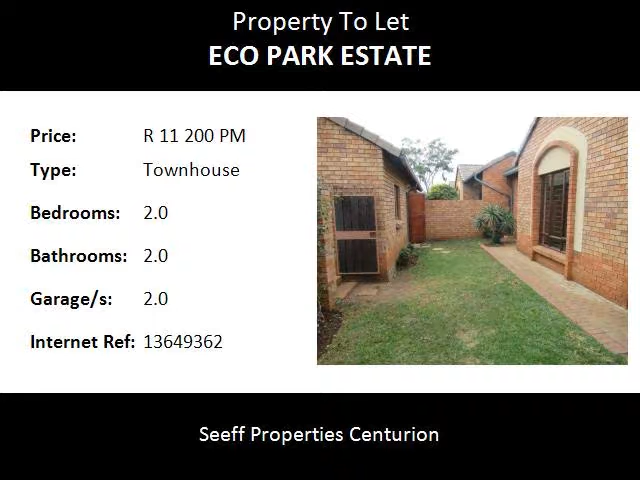 Property To Let
ECO PARK ESTATE
Price: R 11 200 PM
Type: Townhouse
Bedrooms: 2.0
Bathrooms: 2.0
Garage/s: 2.0
Internet Ref: 13649362
Seeff Properties Centurion